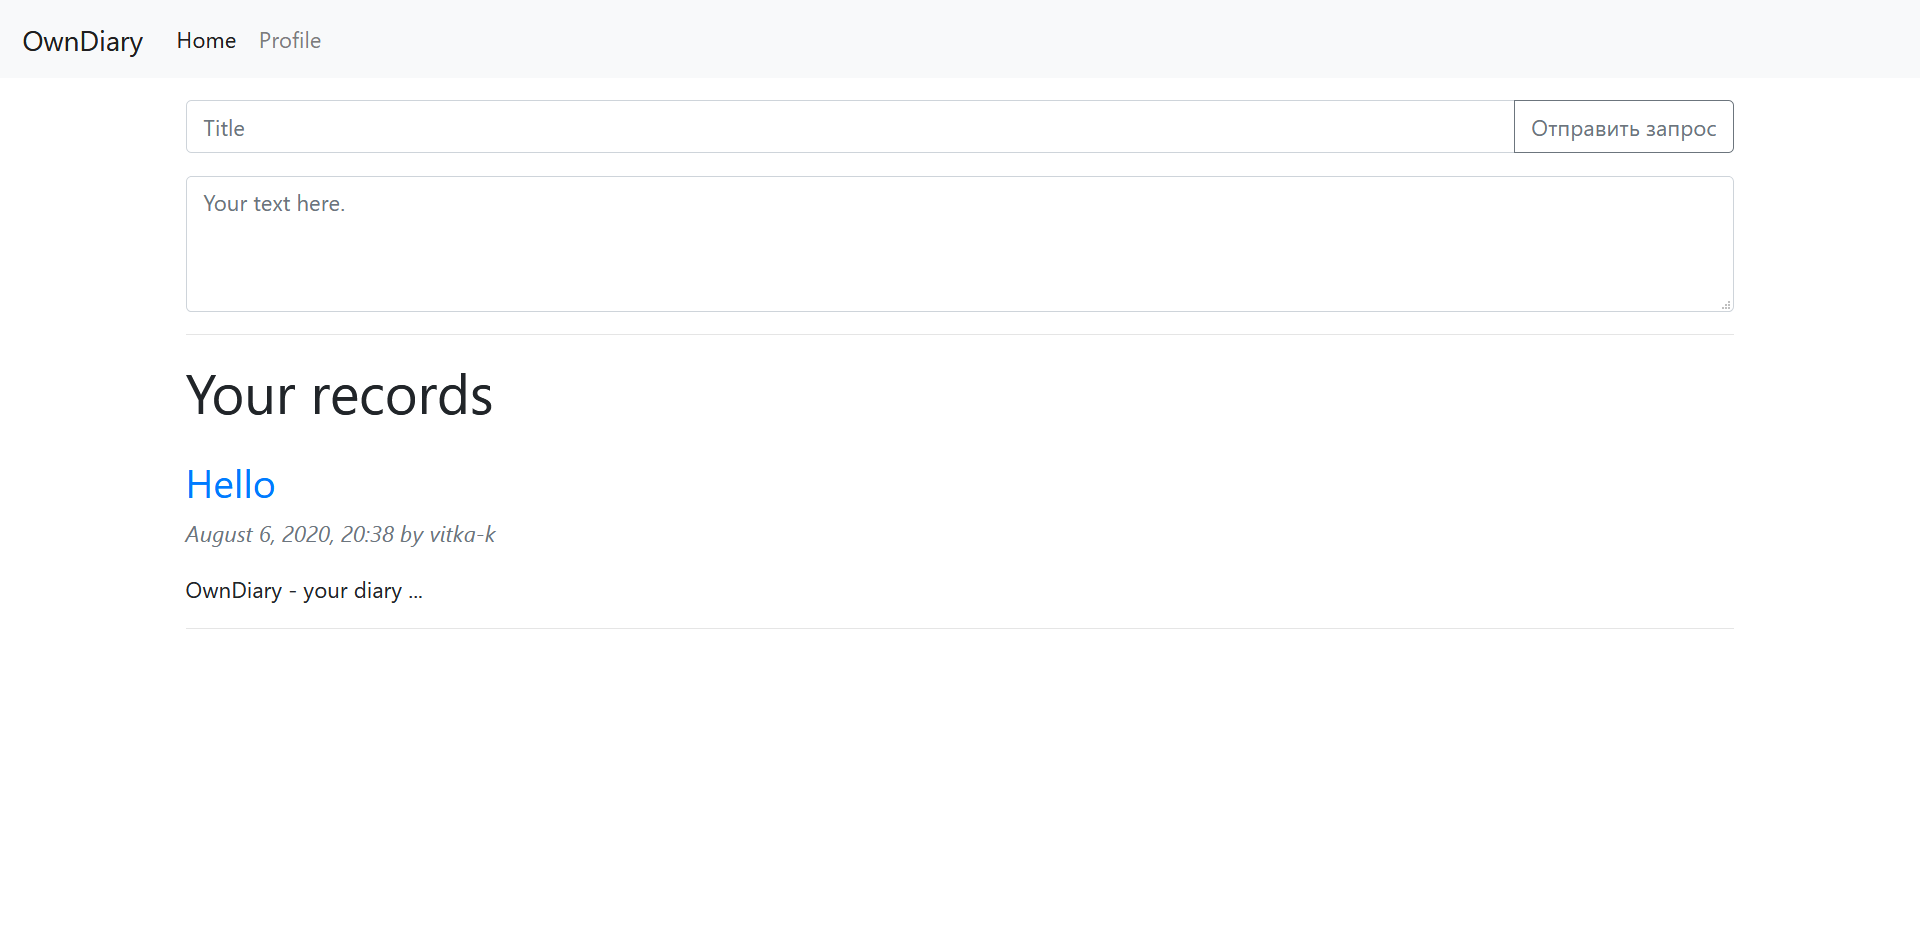 OwnDiary Home Profile
Title Отправить запрос
Your text here.
Your records
Hello
August 6, 2020, 20:38 by vitka-k
OwnDiary - your diary ...